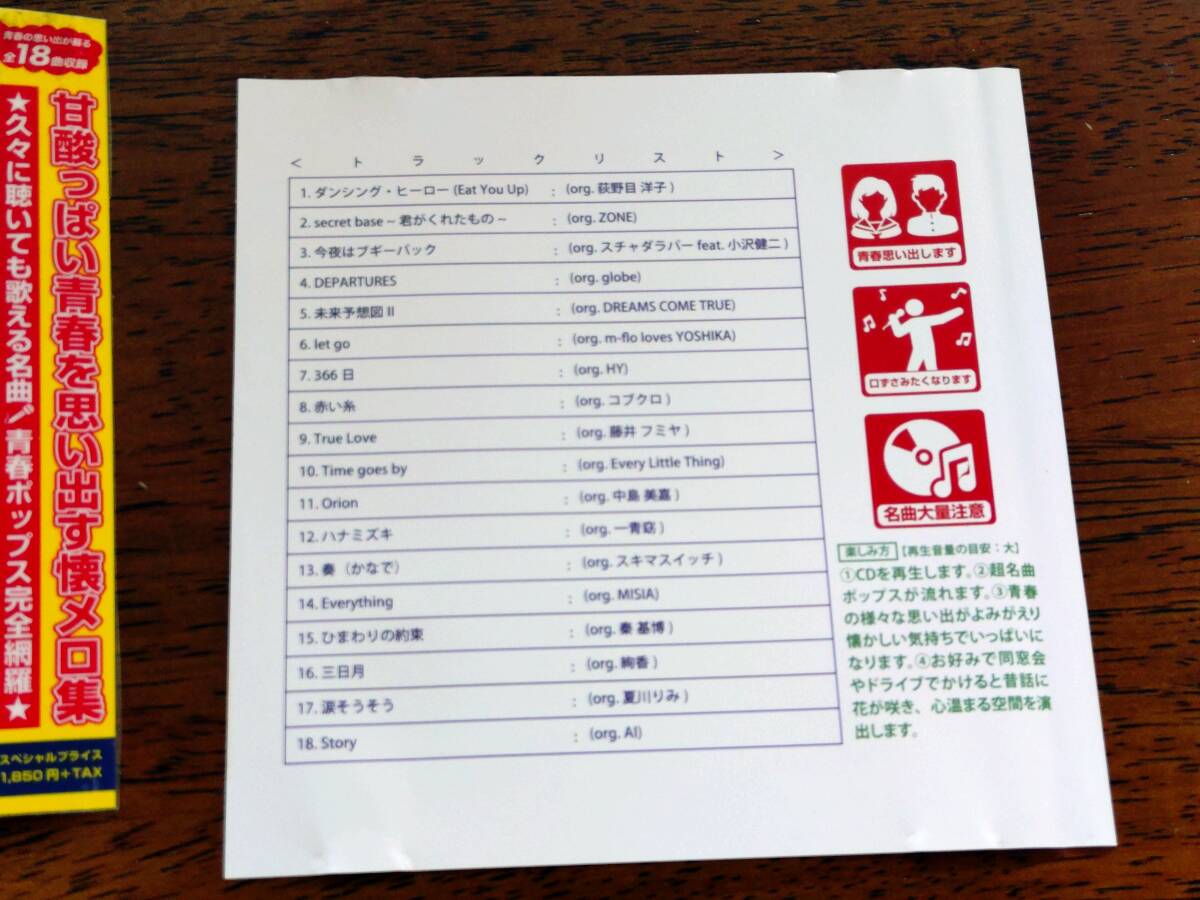 青春の思い出が蘇る
全18曲収録
甘酸っぱい青春を思い出す懐メロ集
★久々に聴いても歌える名曲 青春ポップス完全網羅★
スペシャルプライス
1,850円+TAX
<トラックリスト>
1. ダンシング・ヒーロー (Eat You Up) : (org. 荻野目 洋子 )
2. secret base ~ 君がくれたもの ~ : (org. ZONE)
3. 今夜はブギーバック : (org. スチャダラパー feat. 小沢健二 )
4. DEPARTURES : (org. globe)
5. 未来予想図 II : (org. DREAMS COME TRUE)
6. let go : (org. m-flo loves YOSHIKA)
7. 366 日 : (org. HY)
8. 赤い糸 : (org. コブクロ )
9. True Love : (org. 藤井 フミヤ )
10. Time goes by : (org. Every Little Thing)
11. Orion : (org. 中島 美嘉 )
12. ハナミズキ : (org. 一青窈 )
13. 奏（かなで） : (org. スキマスイッチ )
14. Everything : (org. MISIA)
15. ひまわりの約束 : (org. 秦 基博 )
16. 三日月 : (org. 絢香 )
17. 涙そうそう : (org. 夏川りみ )
18. Story : (org. AI)
青春思い出します
口ずさみたくなります
名曲大量注意
楽しみ方【再生音量の目安：大】
①CDを再生します。②超名曲
ポップスが流れます。③青春
の様々な思い出がよみがえり
懐かしい気持ちでいっぱいに
なります。④お好みで同窓会
やドライブでかけると昔話に
花が咲き、心温まる空間を演
出します。